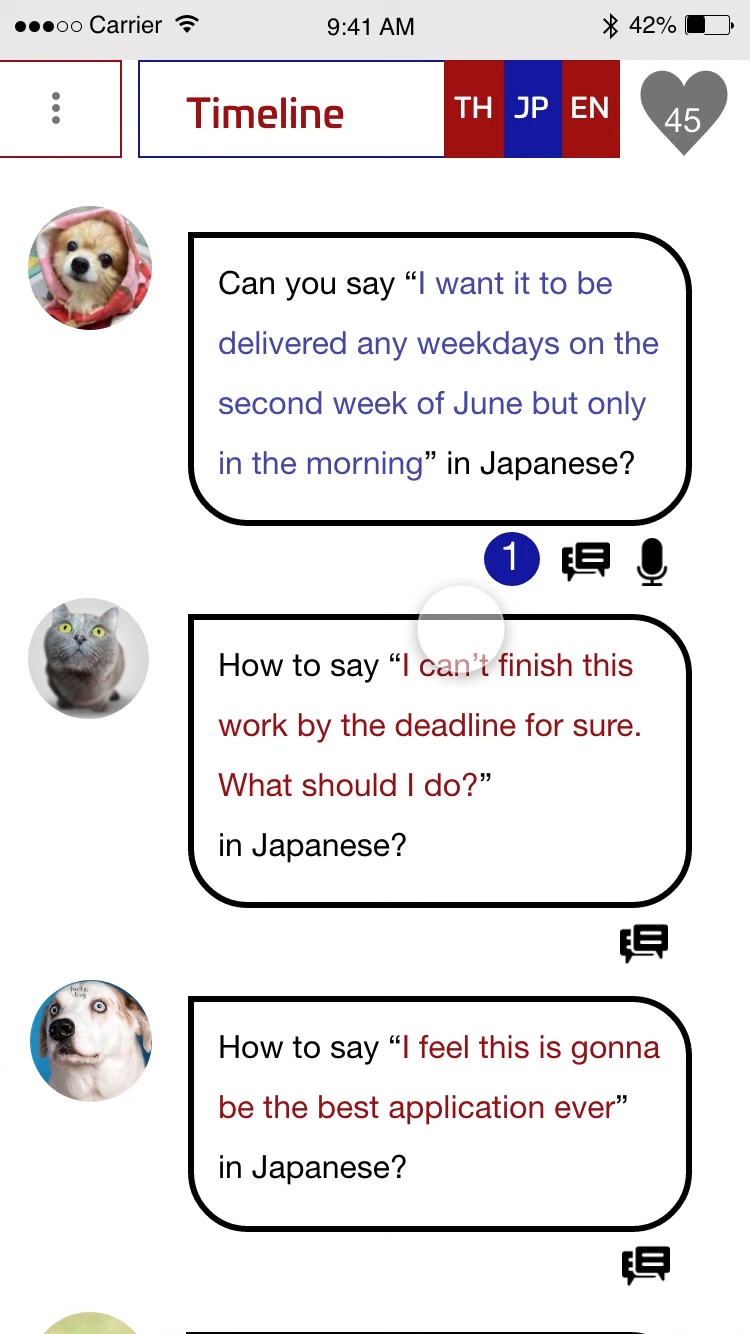 Carrier
9:41 AM
42%
Timeline
TH
JP
EN
45
Can you say “I want it to be
delivered any weekdays on the
second week of June but only
in the morning” in Japanese?
1
How to say “I can’t finish this
work by the deadline for sure.
What should I do?”
in Japanese?
How to say “I feel this is gonna
be the best application ever”
in Japanese?